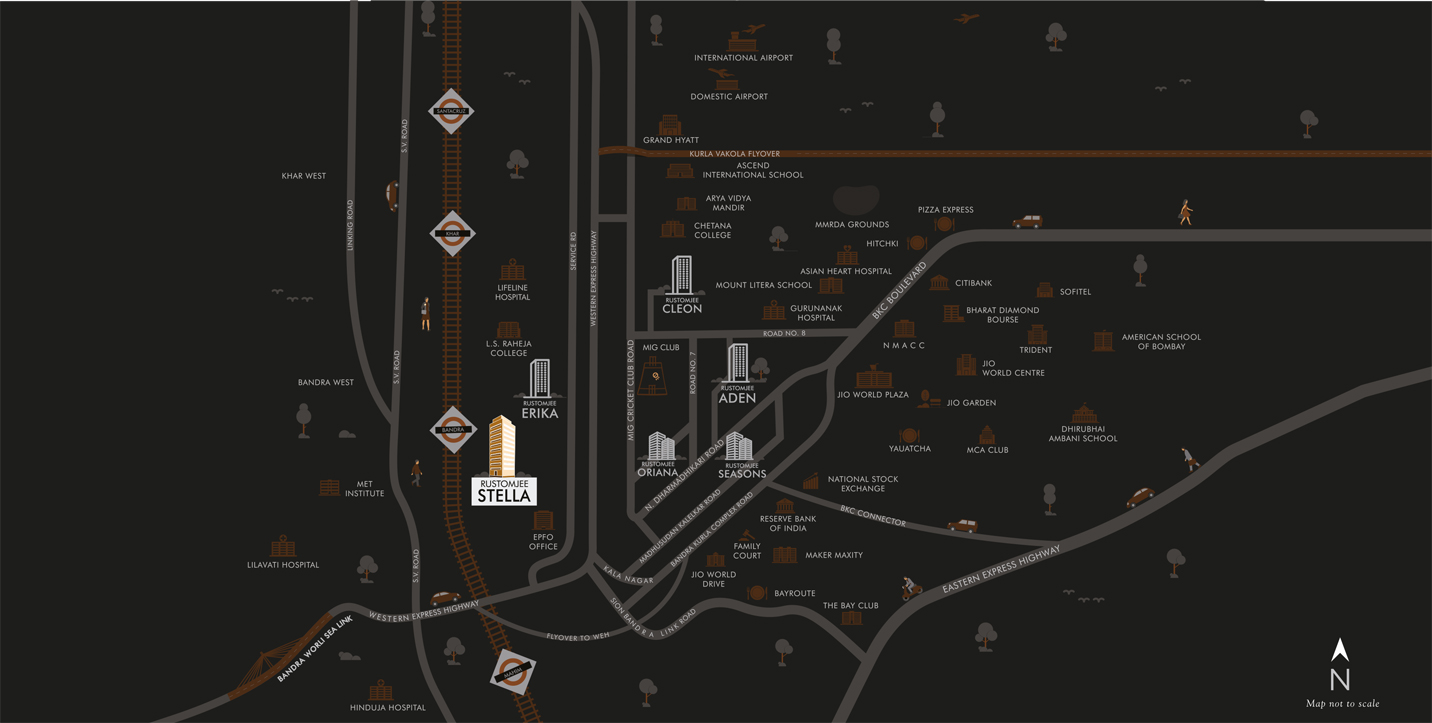 INTERNATIONAL AIRPORT
DOMESTIC AIRPORT
SANTACRUZ
GRAND HYATT
S.V. ROAD
KURLA VAKOLA FLYOVER
ASCEND
INTERNATIONAL SCHOOL
KHAR WEST
ARYA VIDYA
MANDIR
PIZZA EXPRESS
LINKING ROAD
MMRDA GROUNDS
CHETANA
COLLEGE
KHAR
HITCHKI
SERVICE RD
WESTERN EXPRESS HIGHWAY
ASIAN HEART HOSPITAL
BKC BOULEVARD
LIFELINE
HOSPITAL
MOUNT LITERA SCHOOL
CITIBANK
SOFITEL
RUSTOMJEE
CLEON
GURUNANAK
HOSPITAL
BHARAT DIAMOND
BOURSE
ROAD NO. 8
L.S. RAHEJA
COLLEGE
MIG CLUB
N M A C C
TRIDENT
AMERICAN SCHOOL
OF BOMBAY
S.V. ROAD
MIG CRICKET CLUB ROAD
ROAD NO. 7
JIO
WORLD CENTRE
BANDRA WEST
RUSTOMJEE
ERIKA
RUSTOMJEE
ADEN
JIO WORLD PLAZA
JIO GARDEN
BANDRA
DHIRUBHAI
AMBANI SCHOOL
YAUATCHA
MCA CLUB
RUSTOMJEE
ORIANA
RUSTOMJEE
SEASONS
N. DHARMADHIKARI ROAD
MET
INSTITUTE
RUSTOMJEE
STELLA
NATIONAL STOCK
EXCHANGE
MADHUSUDAN KALELKAR ROAD
BANDRA KURLA COMPLEX ROAD
BKC CONNECTOR
RESERVE BANK
OF INDIA
EPFO
OFFICE
FAMILY
COURT
MAKER MAXITY
LILAVATI HOSPITAL
S.V. ROAD
KALA NAGAR
JIO WORLD
DRIVE
EASTERN EXPRESS HIGHWAY
BAYROUTE
THE BAY CLUB
WESTERN EXPRESS HIGHWAY
SION BANDRA LINK ROAD
FLYOVER TO WEH
BANDRA WORLI SEA LINK
MAHIM
HINDUJA HOSPITAL
N
Map not to scale